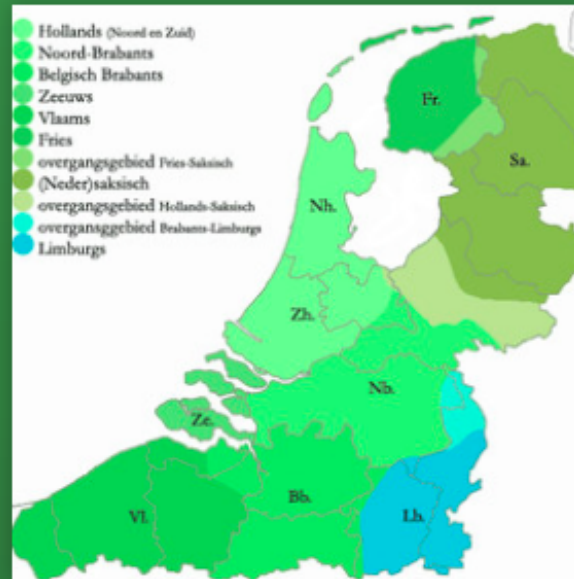 Hollands (Noord en Zuid)
Noord-Brabants
Belgisch Brabants
Zeeuws
Vlaams
Fries
overgangsgebied Fries-Saksisch
(Neder)saksisch
overgangsgebied Hollands-Saksisch
overgansggebied Brabants-Limburgs
Limburgs
Fr.
Sa.
Nh.
Zh.
Nb.
Ze.
Bb.
Vl.
Lb.